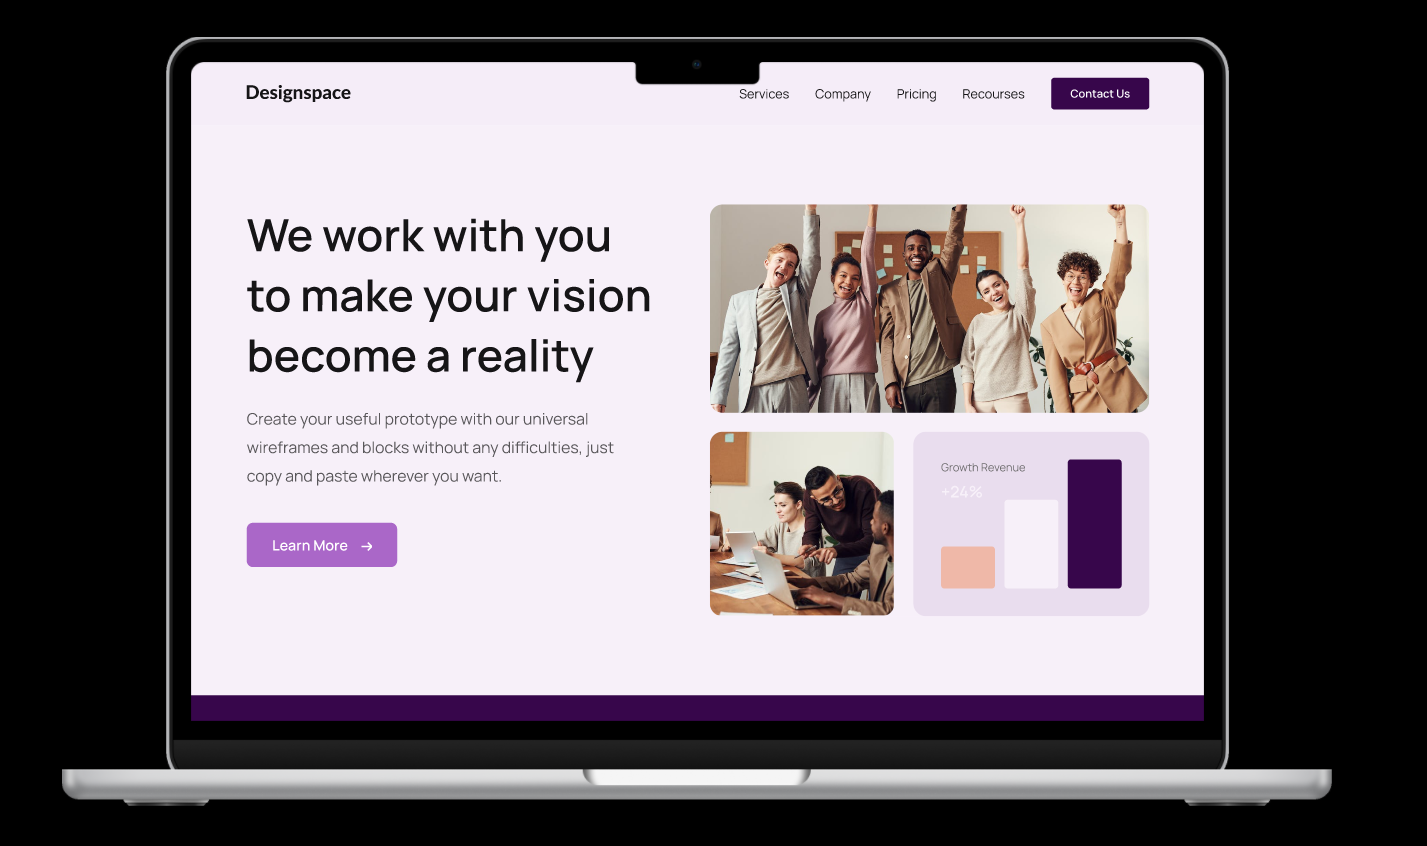 Designspace
Services Company Pricing Recourses Contact Us
We work with you
to make your vision
become a reality
Create your useful prototype with our universal
wireframes and blocks without any difficulties, just
copy and paste wherever you want.
Learn More →
Growth Revenue
+24%